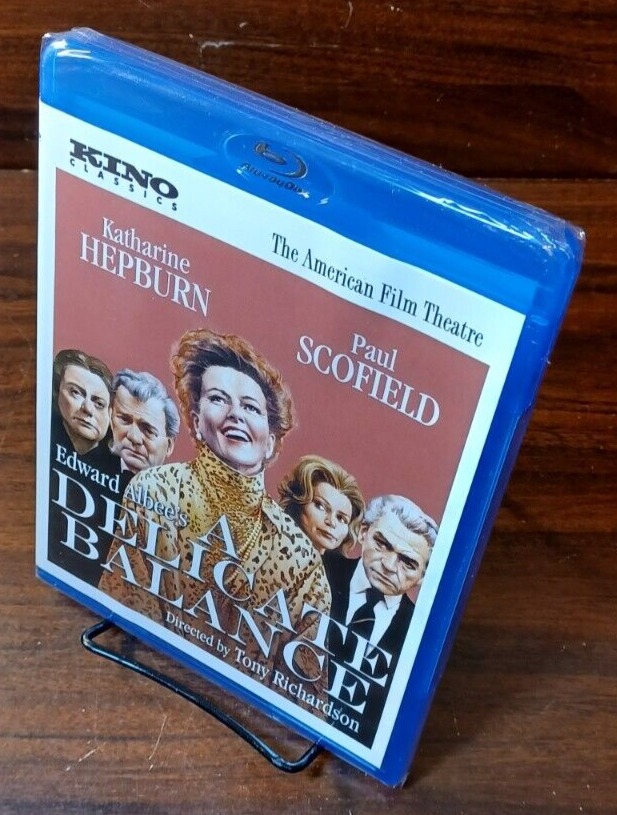 Blu-ray Disc
KINO
CLASSICS
The American Film Theatre
Katharine
HEPBURN
Paul
SCOFIELD
Edward Albee's
A
DELICATE
BALANCE
Directed by Tony Richardson